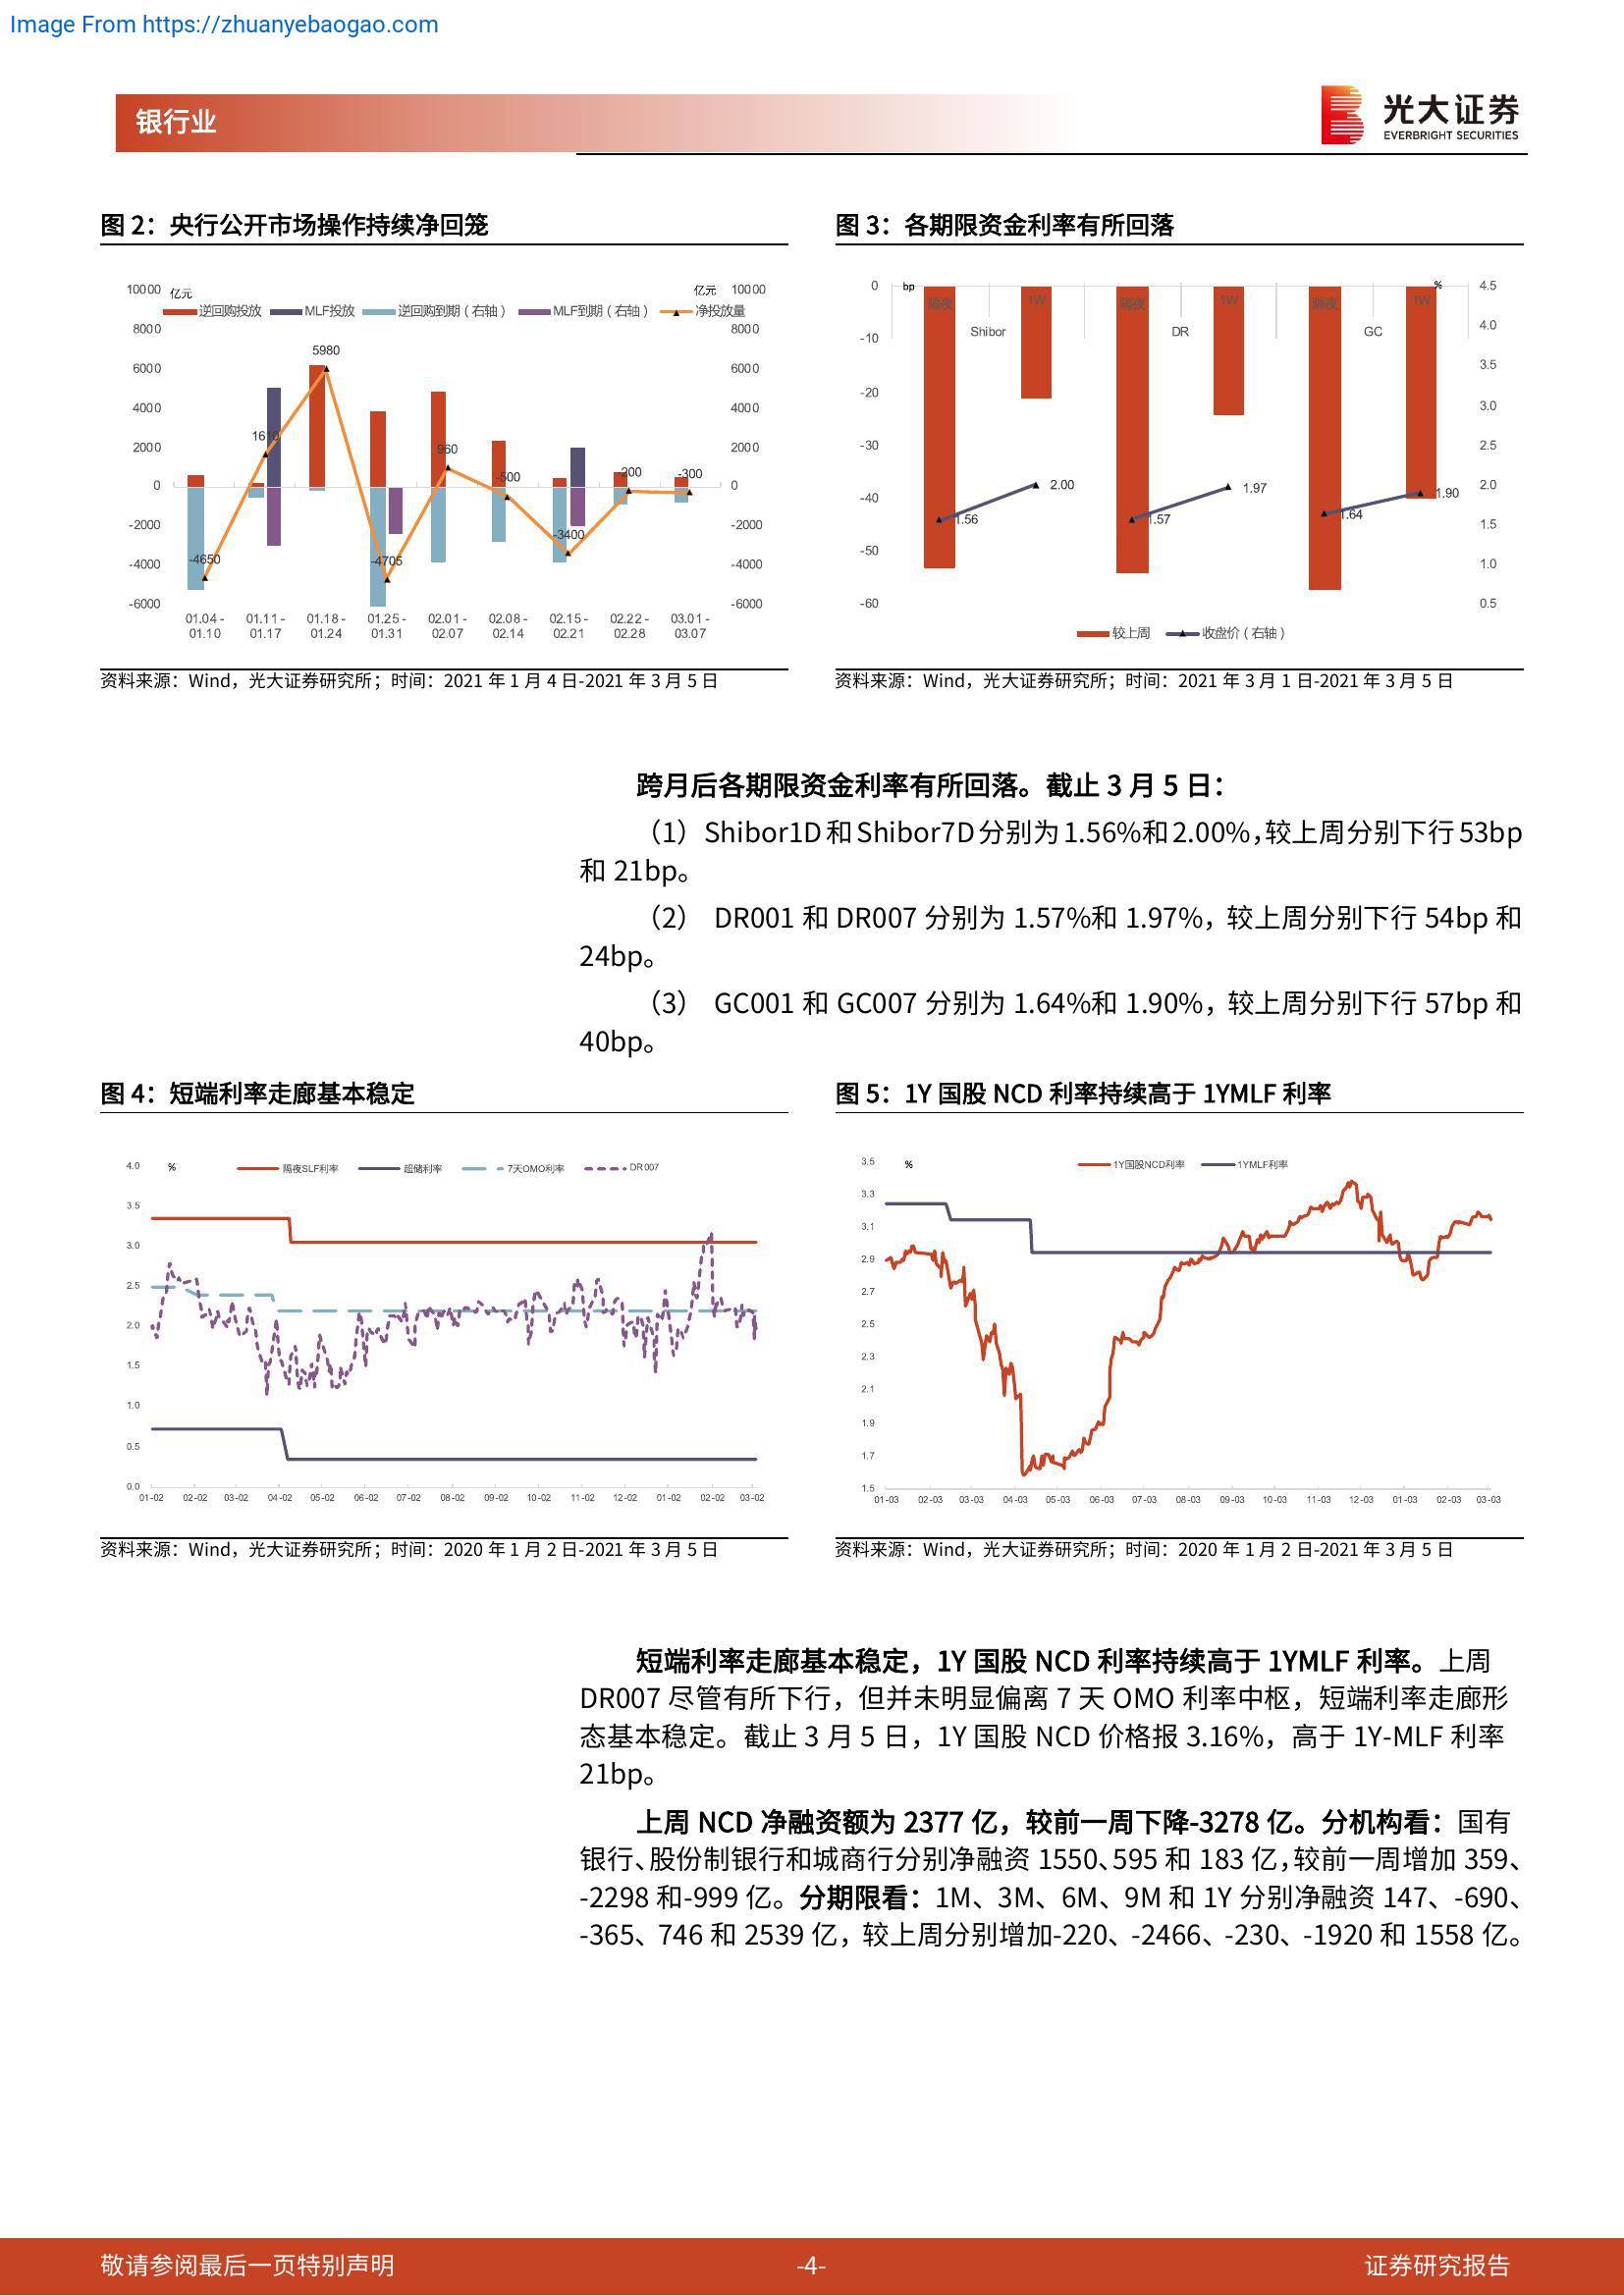 Image From https://zhuanyebaogao.com
银行业
光大证券
EVERBRIGHT SECURITIES
图 2：央行公开市场操作持续净回笼
亿元
亿元
逆回购投放 MLF投放 逆回购到期（右轴） MLF到期（右轴） 净投放量
10000
8000
6000
4000
2000
0
-2000
-4000
-6000
10000
8000
6000
4000
2000
0
-2000
-4000
-6000
-4650
1610
5980
-4705
960
-500
-3400
-200
-300
01.04 - 01.11 - 01.18 - 01.25 - 02.01 - 02.08 - 02.15 - 02.22 - 03.01 -
01.10 01.17 01.24 01.31 02.07 02.14 02.21 02.28 03.07
资料来源：Wind，光大证券研究所；时间：2021 年 1 月 4 日-2021 年 3 月 5 日
图 3：各期限资金利率有所回落
bp
%
0
-10
-20
-30
-40
-50
-60
4.5
4.0
3.5
3.0
2.5
2.0
1.5
1.0
0.5
隔夜 1W 隔夜 1W 隔夜 1W
Shibor DR GC
1.56
2.00
1.57
1.97
1.64
1.90
较上周 收盘价（右轴）
资料来源：Wind，光大证券研究所；时间：2021 年 3 月 1 日-2021 年 3 月 5 日
跨月后各期限资金利率有所回落。截止 3 月 5 日：
（1）Shibor1D 和 Shibor7D 分别为 1.56%和 2.00%，较上周分别下行 53bp
和 21bp。
（2） DR001 和 DR007 分别为 1.57%和 1.97%，较上周分别下行 54bp 和
24bp。
（3） GC001 和 GC007 分别为 1.64%和 1.90%，较上周分别下行 57bp 和
40bp。
图 4：短端利率走廊基本稳定
%
隔夜SLF利率 超储利率 7天OMO利率 DR007
4.0
3.5
3.0
2.5
2.0
1.5
1.0
0.5
0.0
01-02 02-02 03-02 04-02 05-02 06-02 07-02 08-02 09-02 10-02 11-02 12-02 01-02 02-02 03-02
资料来源：Wind，光大证券研究所；时间：2020 年 1 月 2 日-2021 年 3 月 5 日
图 5：1Y 国股 NCD 利率持续高于 1YMLF 利率
%
1Y国股NCD利率 1YMLF利率
3.5
3.3
3.1
2.9
2.7
2.5
2.3
2.1
1.9
1.7
1.5
01-03 02-03 03-03 04-03 05-03 06-03 07-03 08-03 09-03 10-03 11-03 12-03 01-03 02-03 03-03
资料来源：Wind，光大证券研究所；时间：2020 年 1 月 2 日-2021 年 3 月 5 日
短端利率走廊基本稳定，1Y 国股 NCD 利率持续高于 1YMLF 利率。上周
DR007 尽管有所下行，但并未明显偏离 7 天 OMO 利率中枢，短端利率走廊形
态基本稳定。截止 3 月 5 日，1Y 国股 NCD 价格报 3.16%，高于 1Y-MLF 利率
21bp。
上周 NCD 净融资额为 2377 亿，较前一周下降-3278 亿。分机构看：国有
银行、股份制银行和城商行分别净融资 1550、595 和 183 亿，较前一周增加 359、
-2298 和-999 亿。分期限看：1M、3M、6M、9M 和 1Y 分别净融资 147、-690、
-365、746 和 2539 亿，较上周分别增加-220、-2466、-230、-1920 和 1558 亿。
敬请参阅最后一页特别声明
-4-
证券研究报告